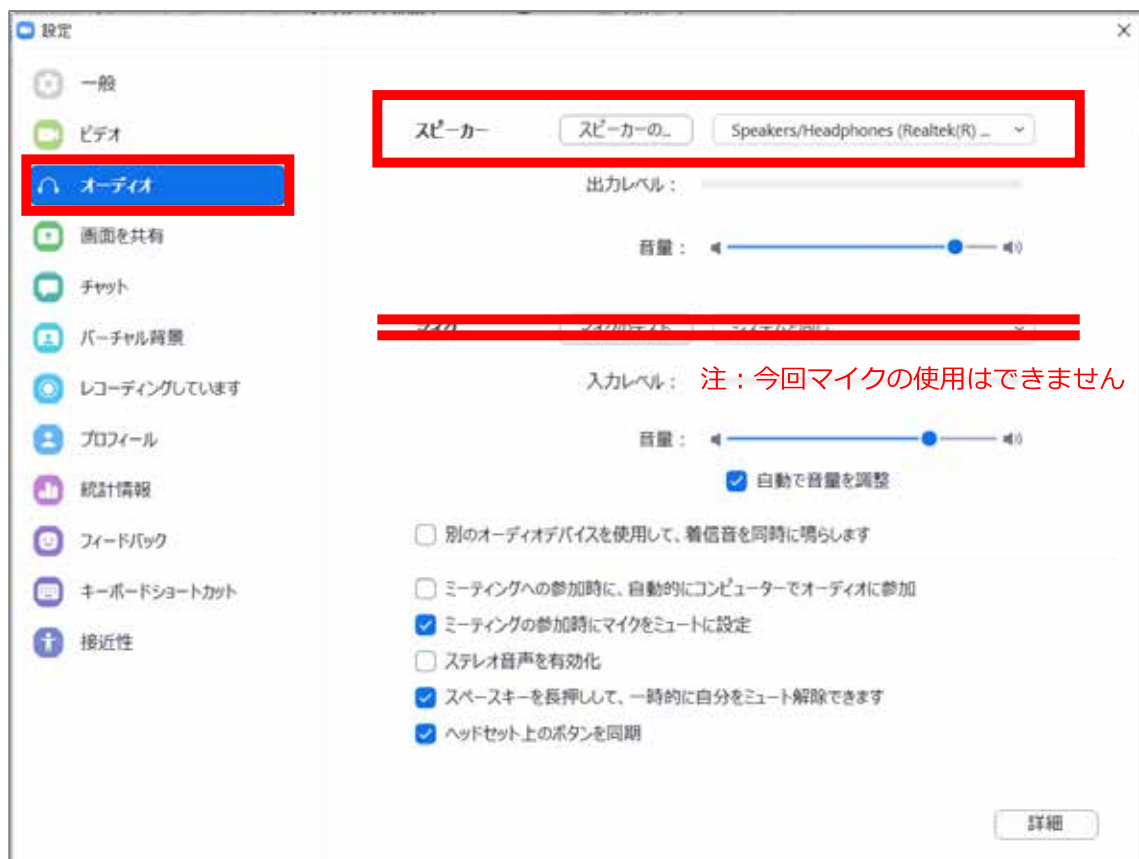 設定
一般
ビデオ
オーディオ
画面を共有
チャット
バーチャル背景
レコーディングしています
プロフィール
統計情報
フィードバック
キーボードショートカット
接近性
スピーカー スピーカーの... Speakers/Headphones (Realtek(R) ...
出力レベル：
音量：
入力レベル： 注：今回マイクの使用はできません
音量：
自動で音量を調整
別のオーディオデバイスを使用して、着信音を同時に鳴らします
ミーティングへの参加時に、自動的にコンピューターでオーディオに参加
ミーティングの参加時にマイクをミュートに設定
ステレオ音声を有効化
スペースキーを長押しして、一時的に自分をミュート解除できます
ヘッドセット上のボタンを同期
詳細